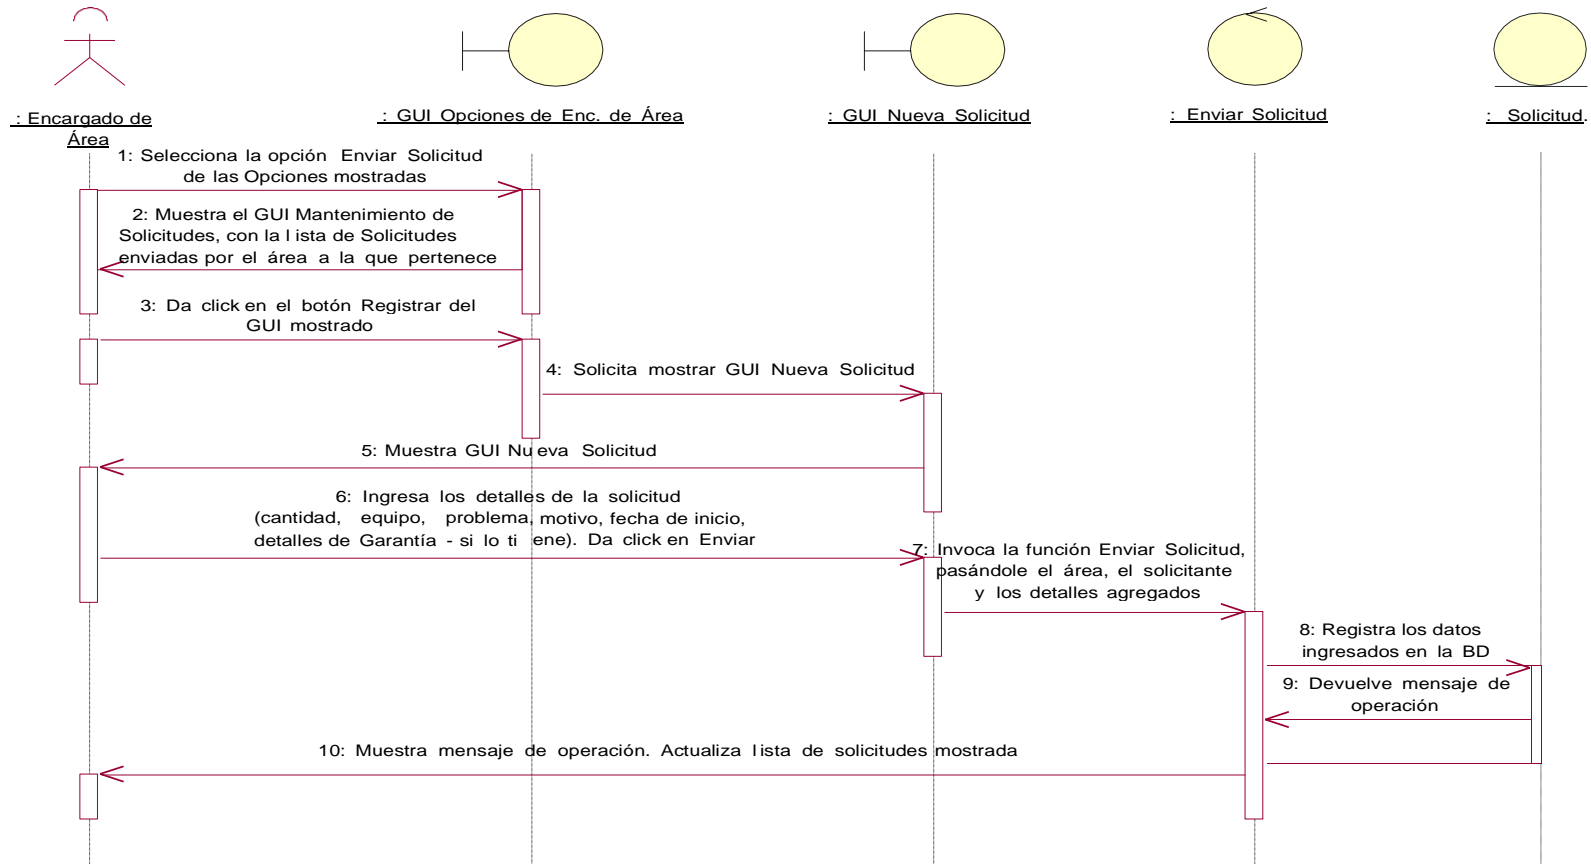 : Encargado de
Área
: GUI Opciones de Enc. de Área
: GUI Nueva Solicitud
: Enviar Solicitud
: Solicitud.
1: Selecciona la opción Enviar Solicitud
de las Opciones mostradas
2: Muestra el GUI Mantenimiento de
Solicitudes, con la lista de Solicitudes
enviadas por el área a la que pertenece
3: Da click en el botón Registrar del
GUI mostrado
4: Solicita mostrar GUI Nueva Solicitud
5: Muestra GUI Nueva Solicitud
6: Ingresa los detalles de la solicitud
(cantidad, equipo, problema, motivo, fecha de inicio,
detalles de Garantía - si lo tiene). Da click en Enviar
7: Invoca la función Enviar Solicitud,
pasándole el área, el solicitante
y los detalles agregados
8: Registra los datos
ingresados en la BD
9: Devuelve mensaje de
operación
10: Muestra mensaje de operación. Actualiza lista de solicitudes mostrada